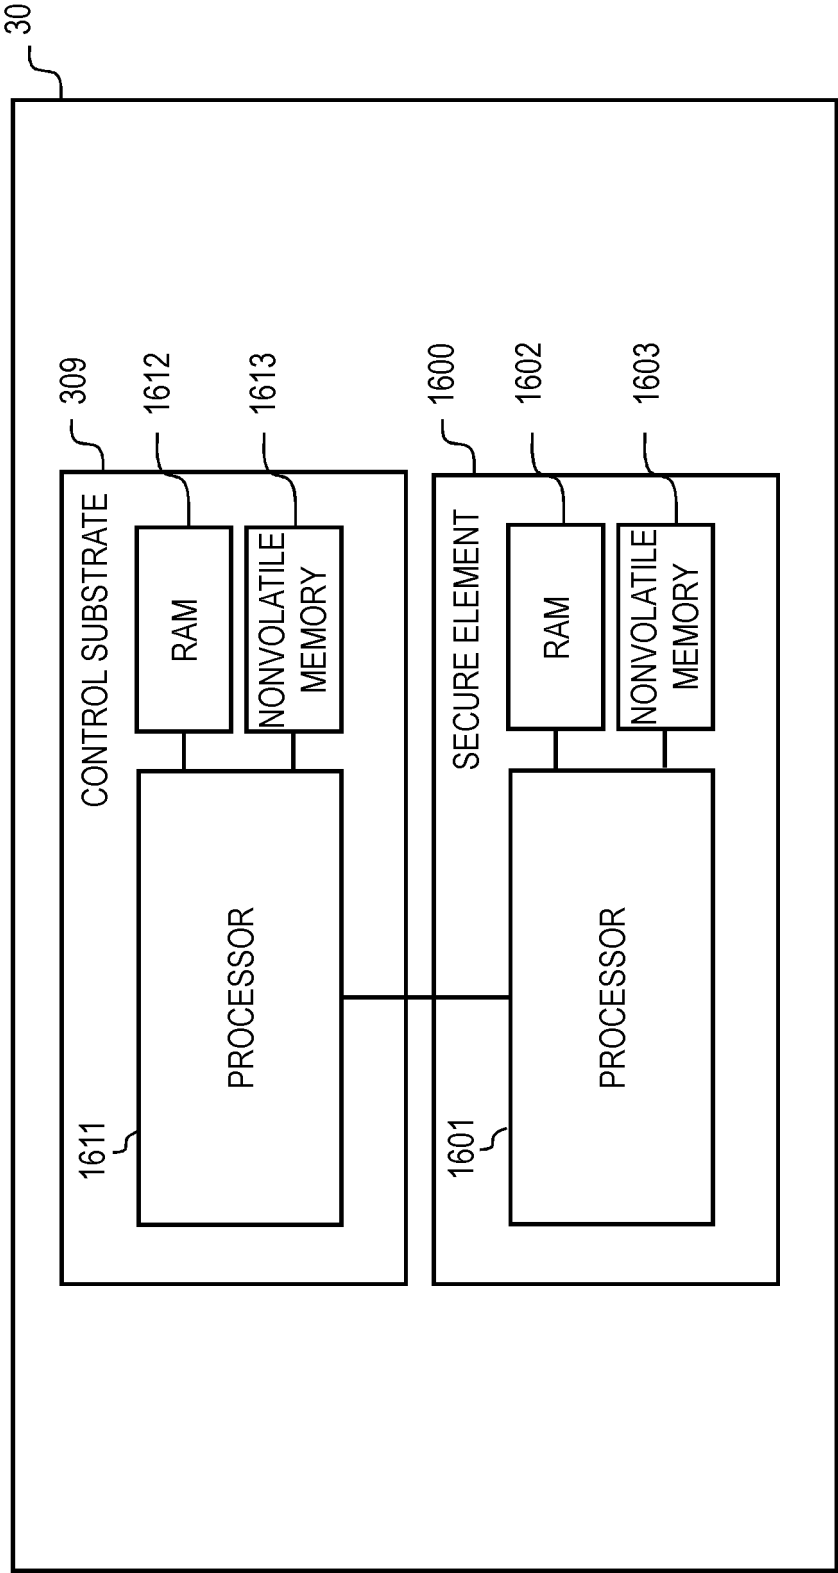 30
309
CONTROL SUBSTRATE
1611
PROCESSOR
RAM
1612
NONVOLATILE
MEMORY
1613
1600
SECURE ELEMENT
1601
PROCESSOR
RAM
1602
NONVOLATILE
MEMORY
1603